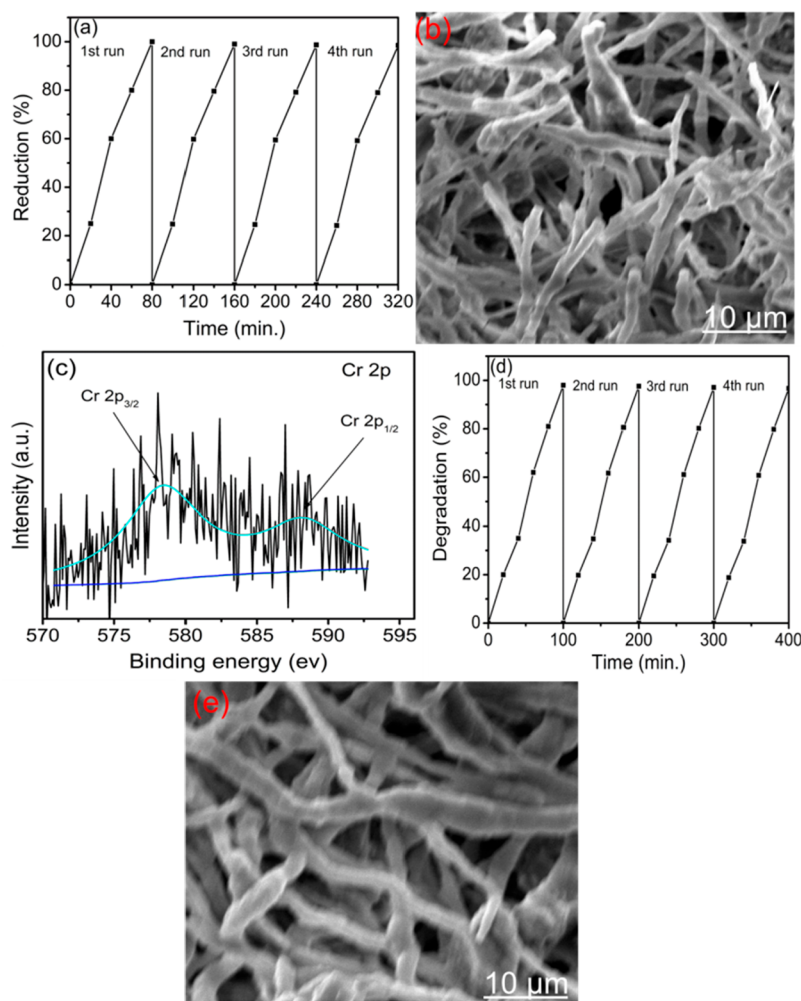 (a)
1st run 2nd run 3rd run 4th run
100
80
60
40
20
0
Reduction (%)
0 40 80 120 160 200 240 280 320
Time (min.)
(b)
10 µm
(c)
Cr 2p
Cr 2p3/2
Cr 2p1/2
Intensity (a.u.)
570 575 580 585 590 595
Binding energy (ev)
(d)
1st run 2nd run 3rd run 4th run
100
80
60
40
20
0
Degradation (%)
0 100 200 300 400
Time (min.)
(e)
10 µm